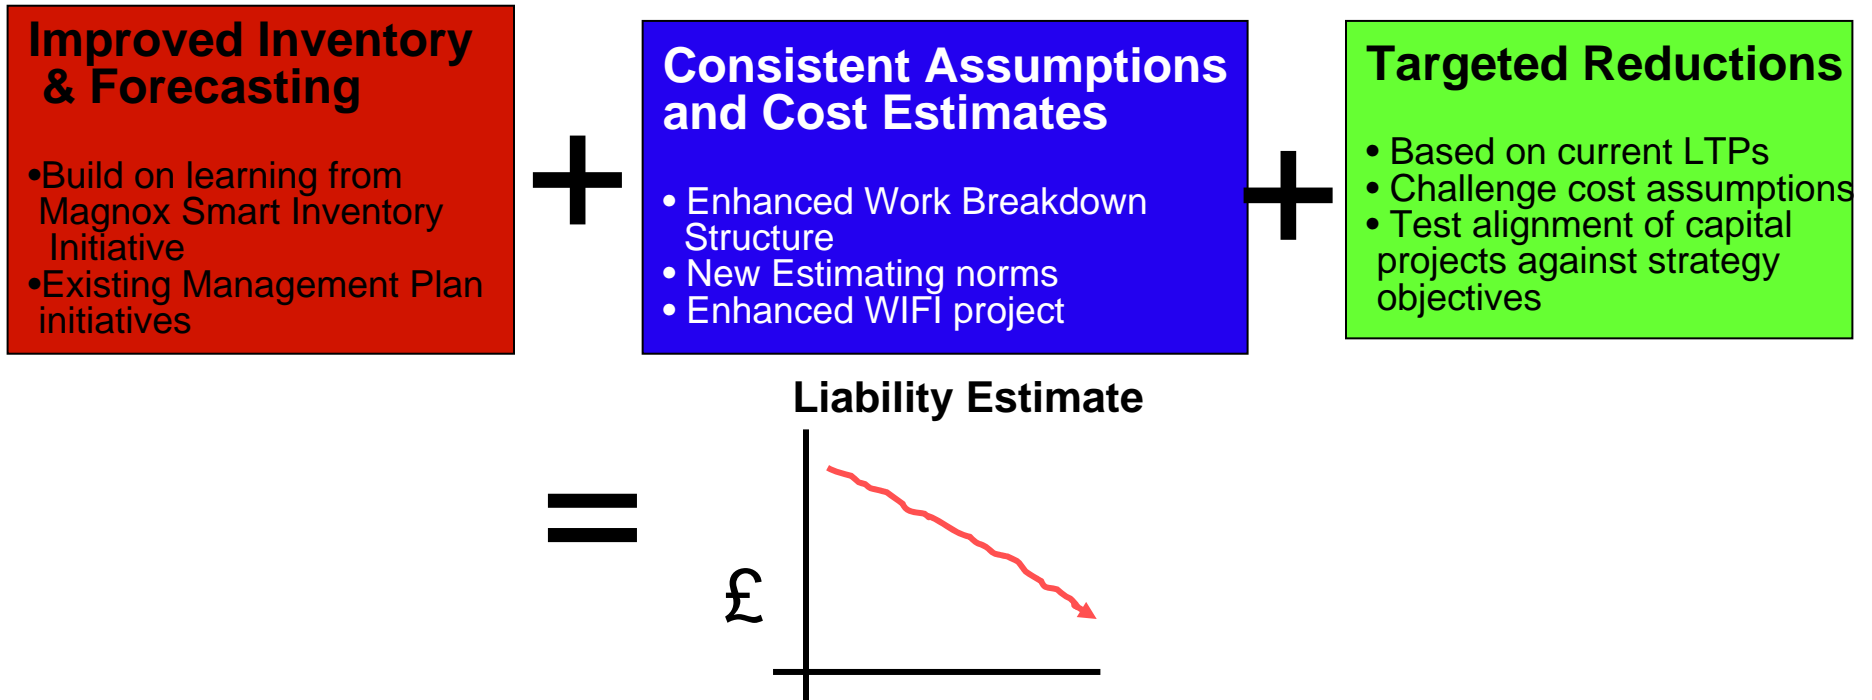 Improved Inventory
& Forecasting
•Build on learning from
Magnox Smart Inventory
Initiative
•Existing Management Plan
initiatives
+
Consistent Assumptions
and Cost Estimates
• Enhanced Work Breakdown
Structure
• New Estimating norms
• Enhanced WIFI project
+
Targeted Reductions
• Based on current LTPs
• Challenge cost assumptions
• Test alignment of capital
projects against strategy
objectives
=
Liability Estimate
£